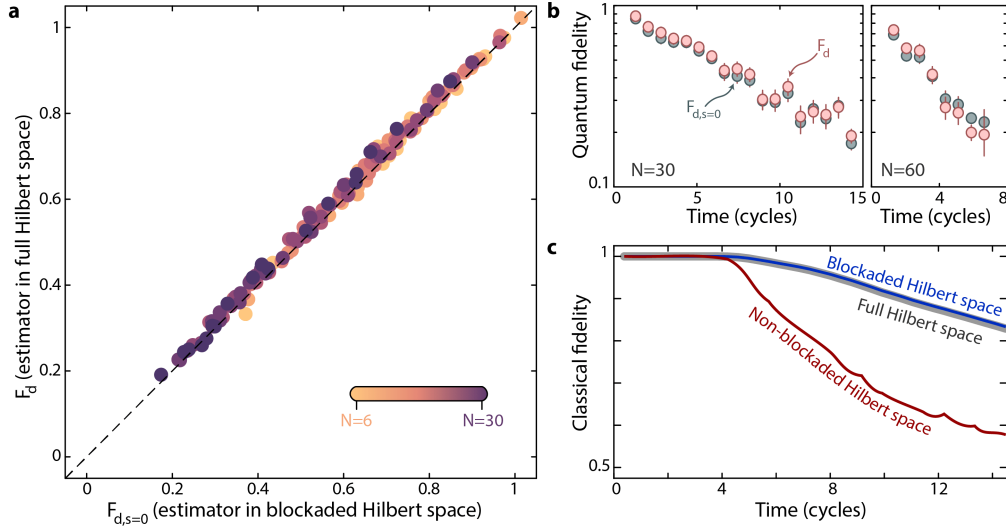 a
F_d (estimator in full Hilbert space)
1
0.8
0.6
0.4
0.2
0
0
0.2
0.4
0.6
0.8
1
F_d,s=0 (estimator in blockaded Hilbert space)
N=6
N=30
b
Quantum fidelity
1
0.1
F_d
F_d,s=0
N=30
0
5
10
15
Time (cycles)
N=60
0
4
8
Time (cycles)
c
Classical fidelity
1
0.5
Blockaded Hilbert space
Full Hilbert space
Non-blockaded Hilbert space
0
4
8
12
Time (cycles)